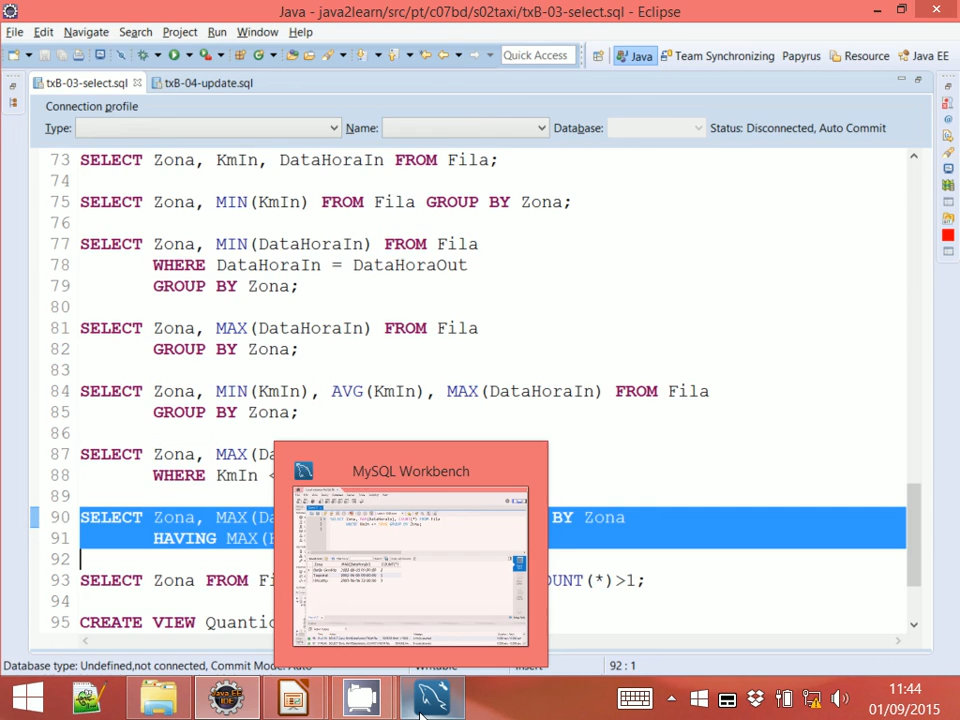 Java - java2learn/src/pt/c07bd/s02taxi/txB-03-select.sql - Eclipse
File Edit Navigate Search Project Run Window Help
Quick Access Java Team Synchronizing Papyrus Resource Java EE
txB-03-select.sql txB-04-update.sql
Connection profile
Type: Name: Database: Status: Disconnected, Auto Commit
73 SELECT Zona, KmIn, DataHoraIn FROM Fila;
74
75 SELECT Zona, MIN(KmIn) FROM Fila GROUP BY Zona;
76
77 SELECT Zona, MIN(DataHoraIn) FROM Fila
78 WHERE DataHoraIn = DataHoraOut
79 GROUP BY Zona;
80
81 SELECT Zona, MAX(DataHoraIn) FROM Fila
82 GROUP BY Zona;
83
84 SELECT Zona, MIN(KmIn), AVG(KmIn), MAX(DataHoraIn) FROM Fila
85 GROUP BY Zona;
86
87 SELECT Zona, MAX(Da
88 WHERE KmIn <
89
90 SELECT Zona, MAX(Da BY Zona
91 HAVING MAX(
92
93 SELECT Zona FROM Fi OUNT(*)>1;
94
95 CREATE VIEW Quantic
MySQL Workbench
Database type: Undefined,not connected, Commit Mode: Auto Writable Insert 92 : 1
Java EE
IDE
11:44
01/09/2015